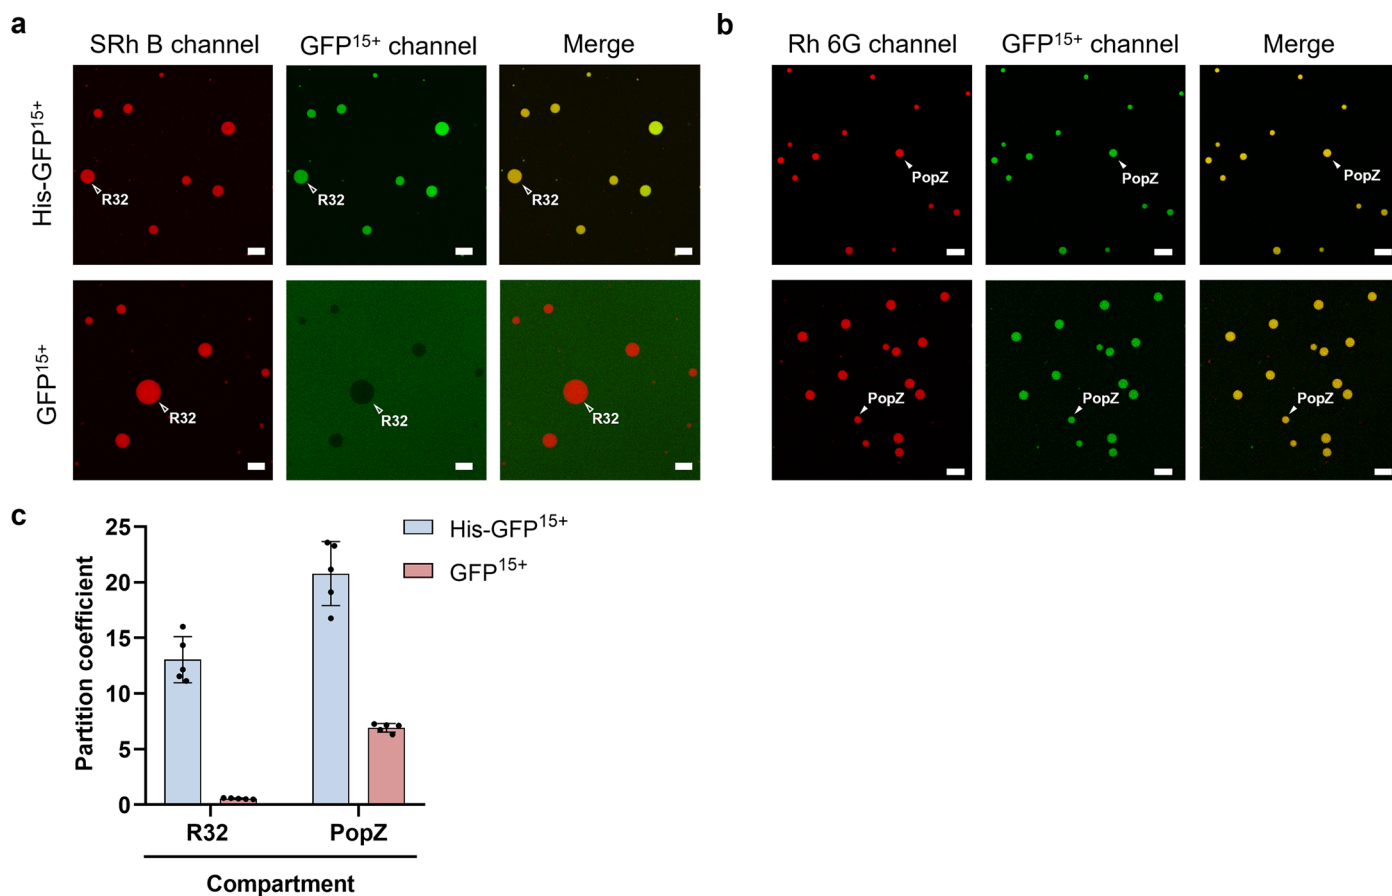 a
SRh B channel
GFP¹⁵⁺ channel
Merge
His-GFP¹⁵⁺
R32
R32
R32
GFP¹⁵⁺
R32
R32
R32
b
Rh 6G channel
GFP¹⁵⁺ channel
Merge
PopZ
PopZ
PopZ
PopZ
PopZ
PopZ
c
Partition coefficient
25
20
15
10
5
0
R32
PopZ
Compartment
His-GFP¹⁵⁺
GFP¹⁵⁺